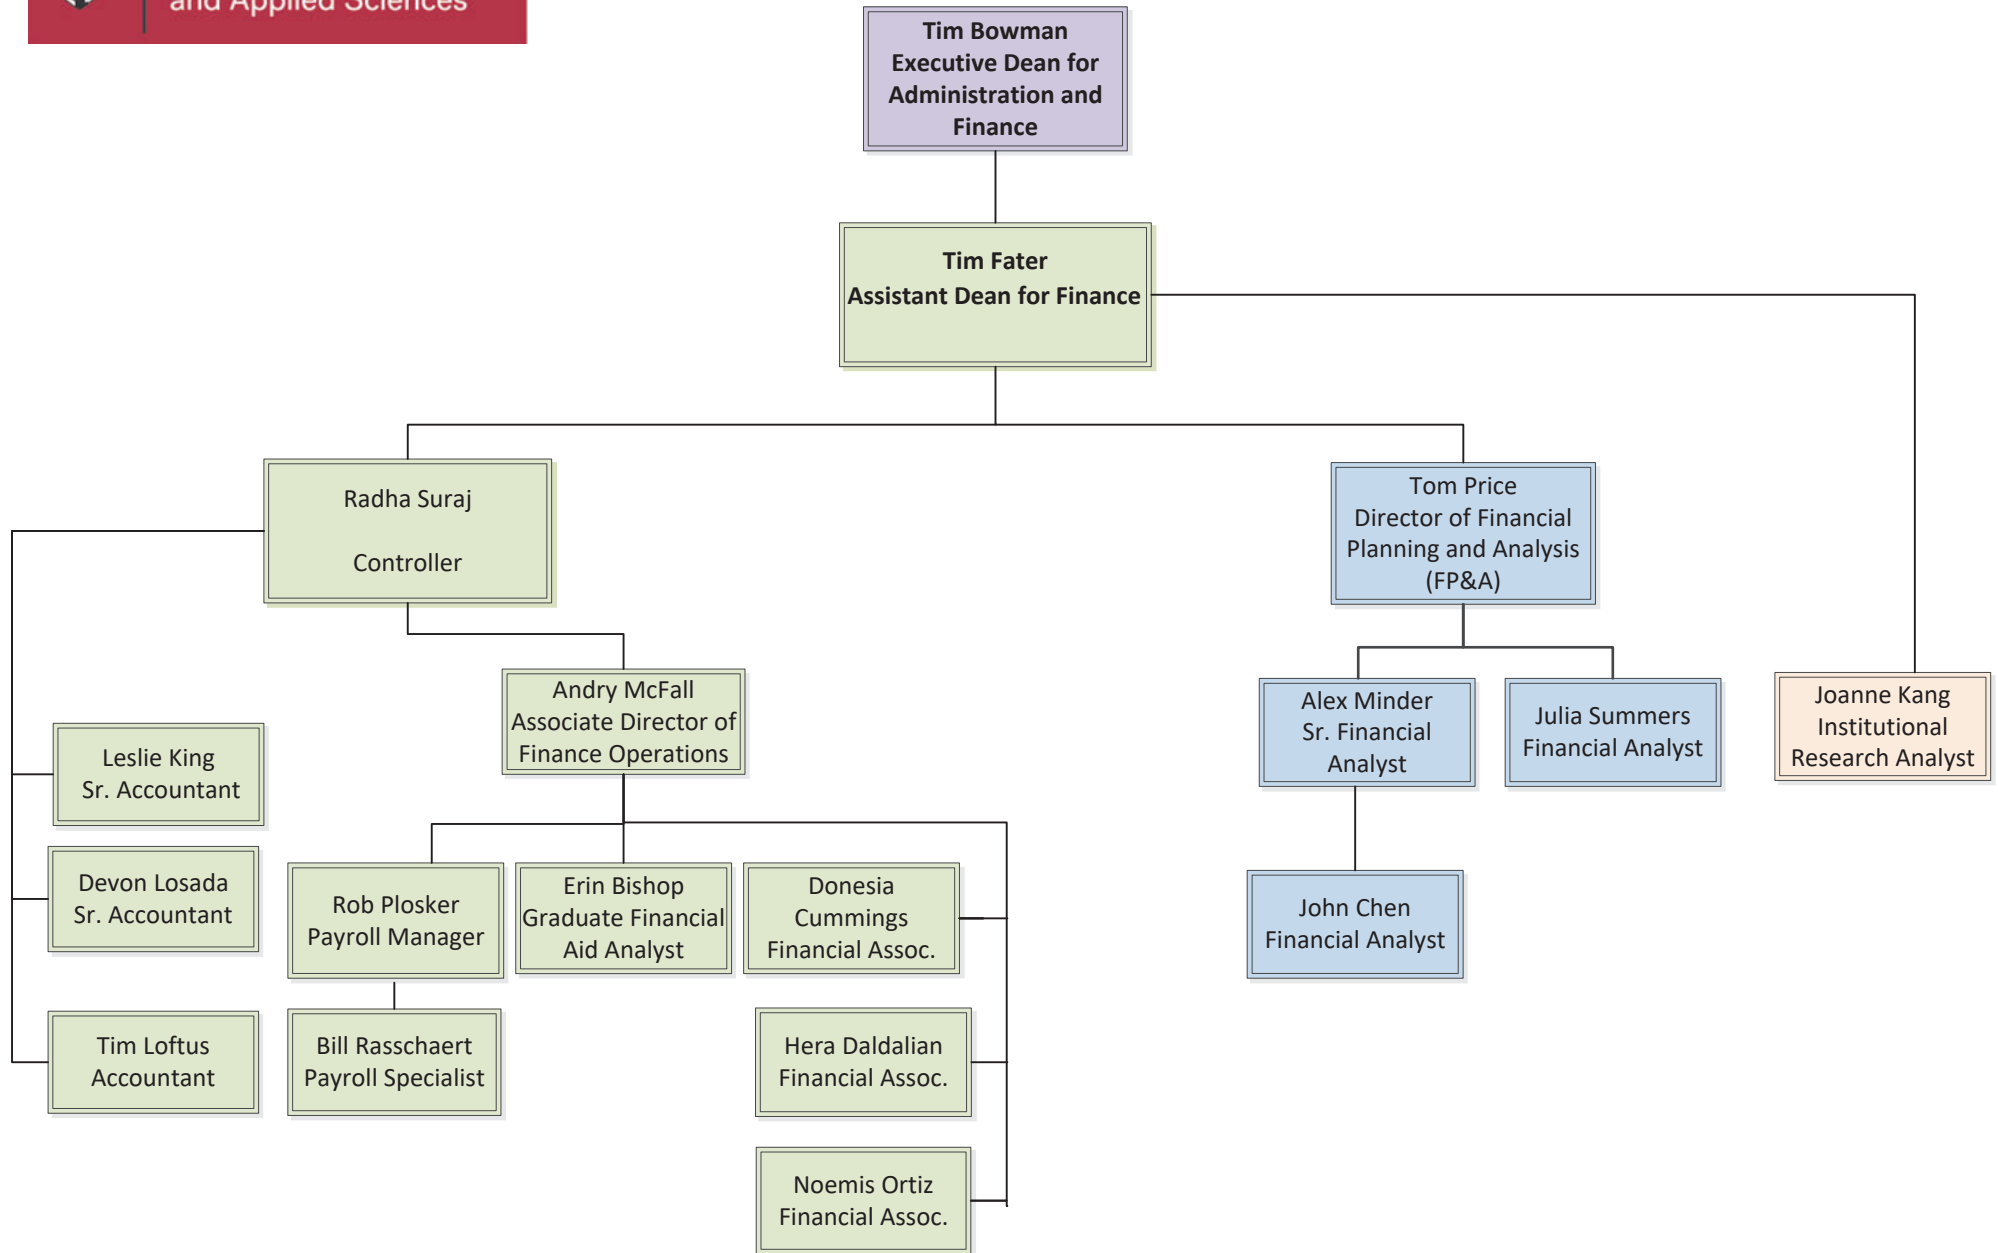 and Applied Sciences
Tim Bowman
Executive Dean for
Administration and
Finance
Tim Fater
Assistant Dean for Finance
Radha Suraj
Controller
Tom Price
Director of Financial
Planning and Analysis
(FP&A)
Andry McFall
Associate Director of
Finance Operations
Alex Minder
Sr. Financial
Analyst
Julia Summers
Financial Analyst
Joanne Kang
Institutional
Research Analyst
Leslie King
Sr. Accountant
Devon Losada
Sr. Accountant
Rob Plosker
Payroll Manager
Erin Bishop
Graduate Financial
Aid Analyst
Donesia
Cummings
Financial Assoc.
John Chen
Financial Analyst
Tim Loftus
Accountant
Bill Rasschaert
Payroll Specialist
Hera Daldalian
Financial Assoc.
Noemis Ortiz
Financial Assoc.